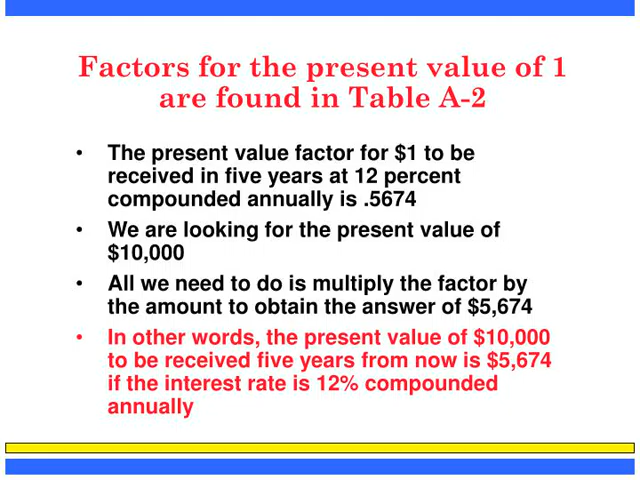 Factors for the present value of 1
are found in Table A-2
• The present value factor for $1 to be
received in five years at 12 percent
compounded annually is .5674
• We are looking for the present value of
$10,000
• All we need to do is multiply the factor by
the amount to obtain the answer of $5,674
• In other words, the present value of $10,000
to be received five years from now is $5,674
if the interest rate is 12% compounded
annually